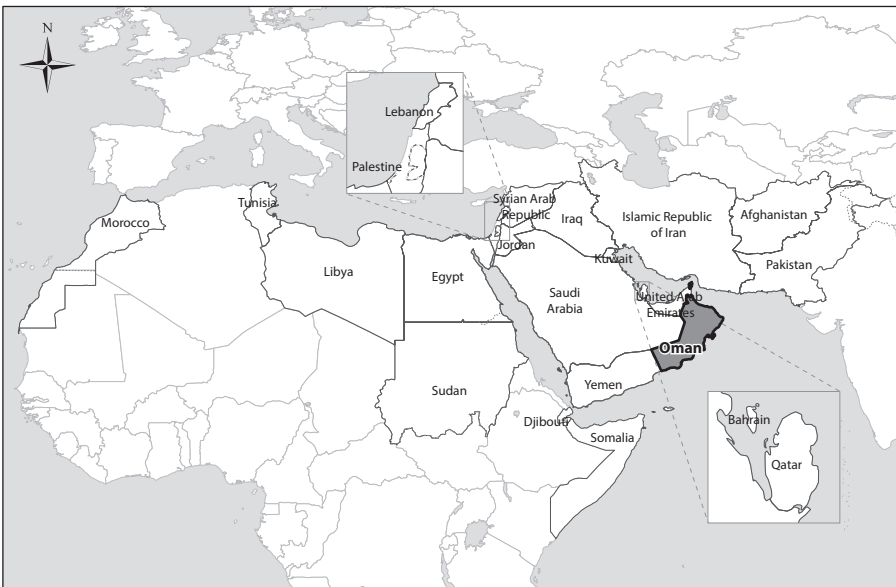 N
Lebanon
Palestine
Tunisia
Morocco
Syrian Arab
Republic
Iraq
Islamic Republic
of Iran
Afghanistan
Jordan
Kuwait
Pakistan
Libya
Egypt
Saudi
Arabia
United Arab
Emirates
Oman
Sudan
Yemen
Djibouti
Somalia
Bahrain
Qatar